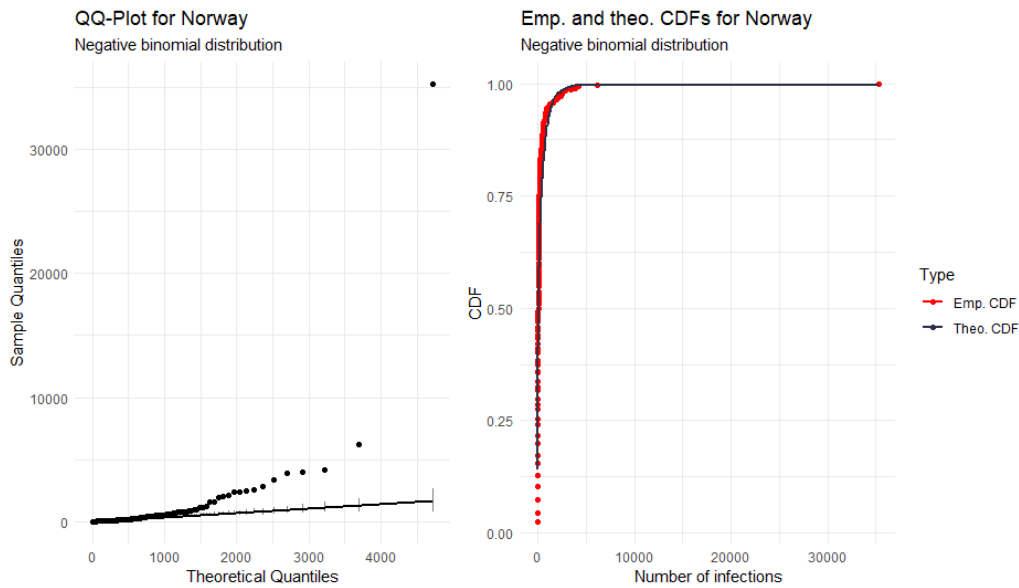 QQ-Plot for Norway
Negative binomial distribution
30000
20000
10000
0
Sample Quantiles
0 1000 2000 3000 4000
Theoretical Quantiles
Emp. and theo. CDFs for Norway
Negative binomial distribution
1.00
0.75
0.50
0.25
0.00
CDF
0 10000 20000 30000
Number of infections
Type
Emp. CDF
Theo. CDF